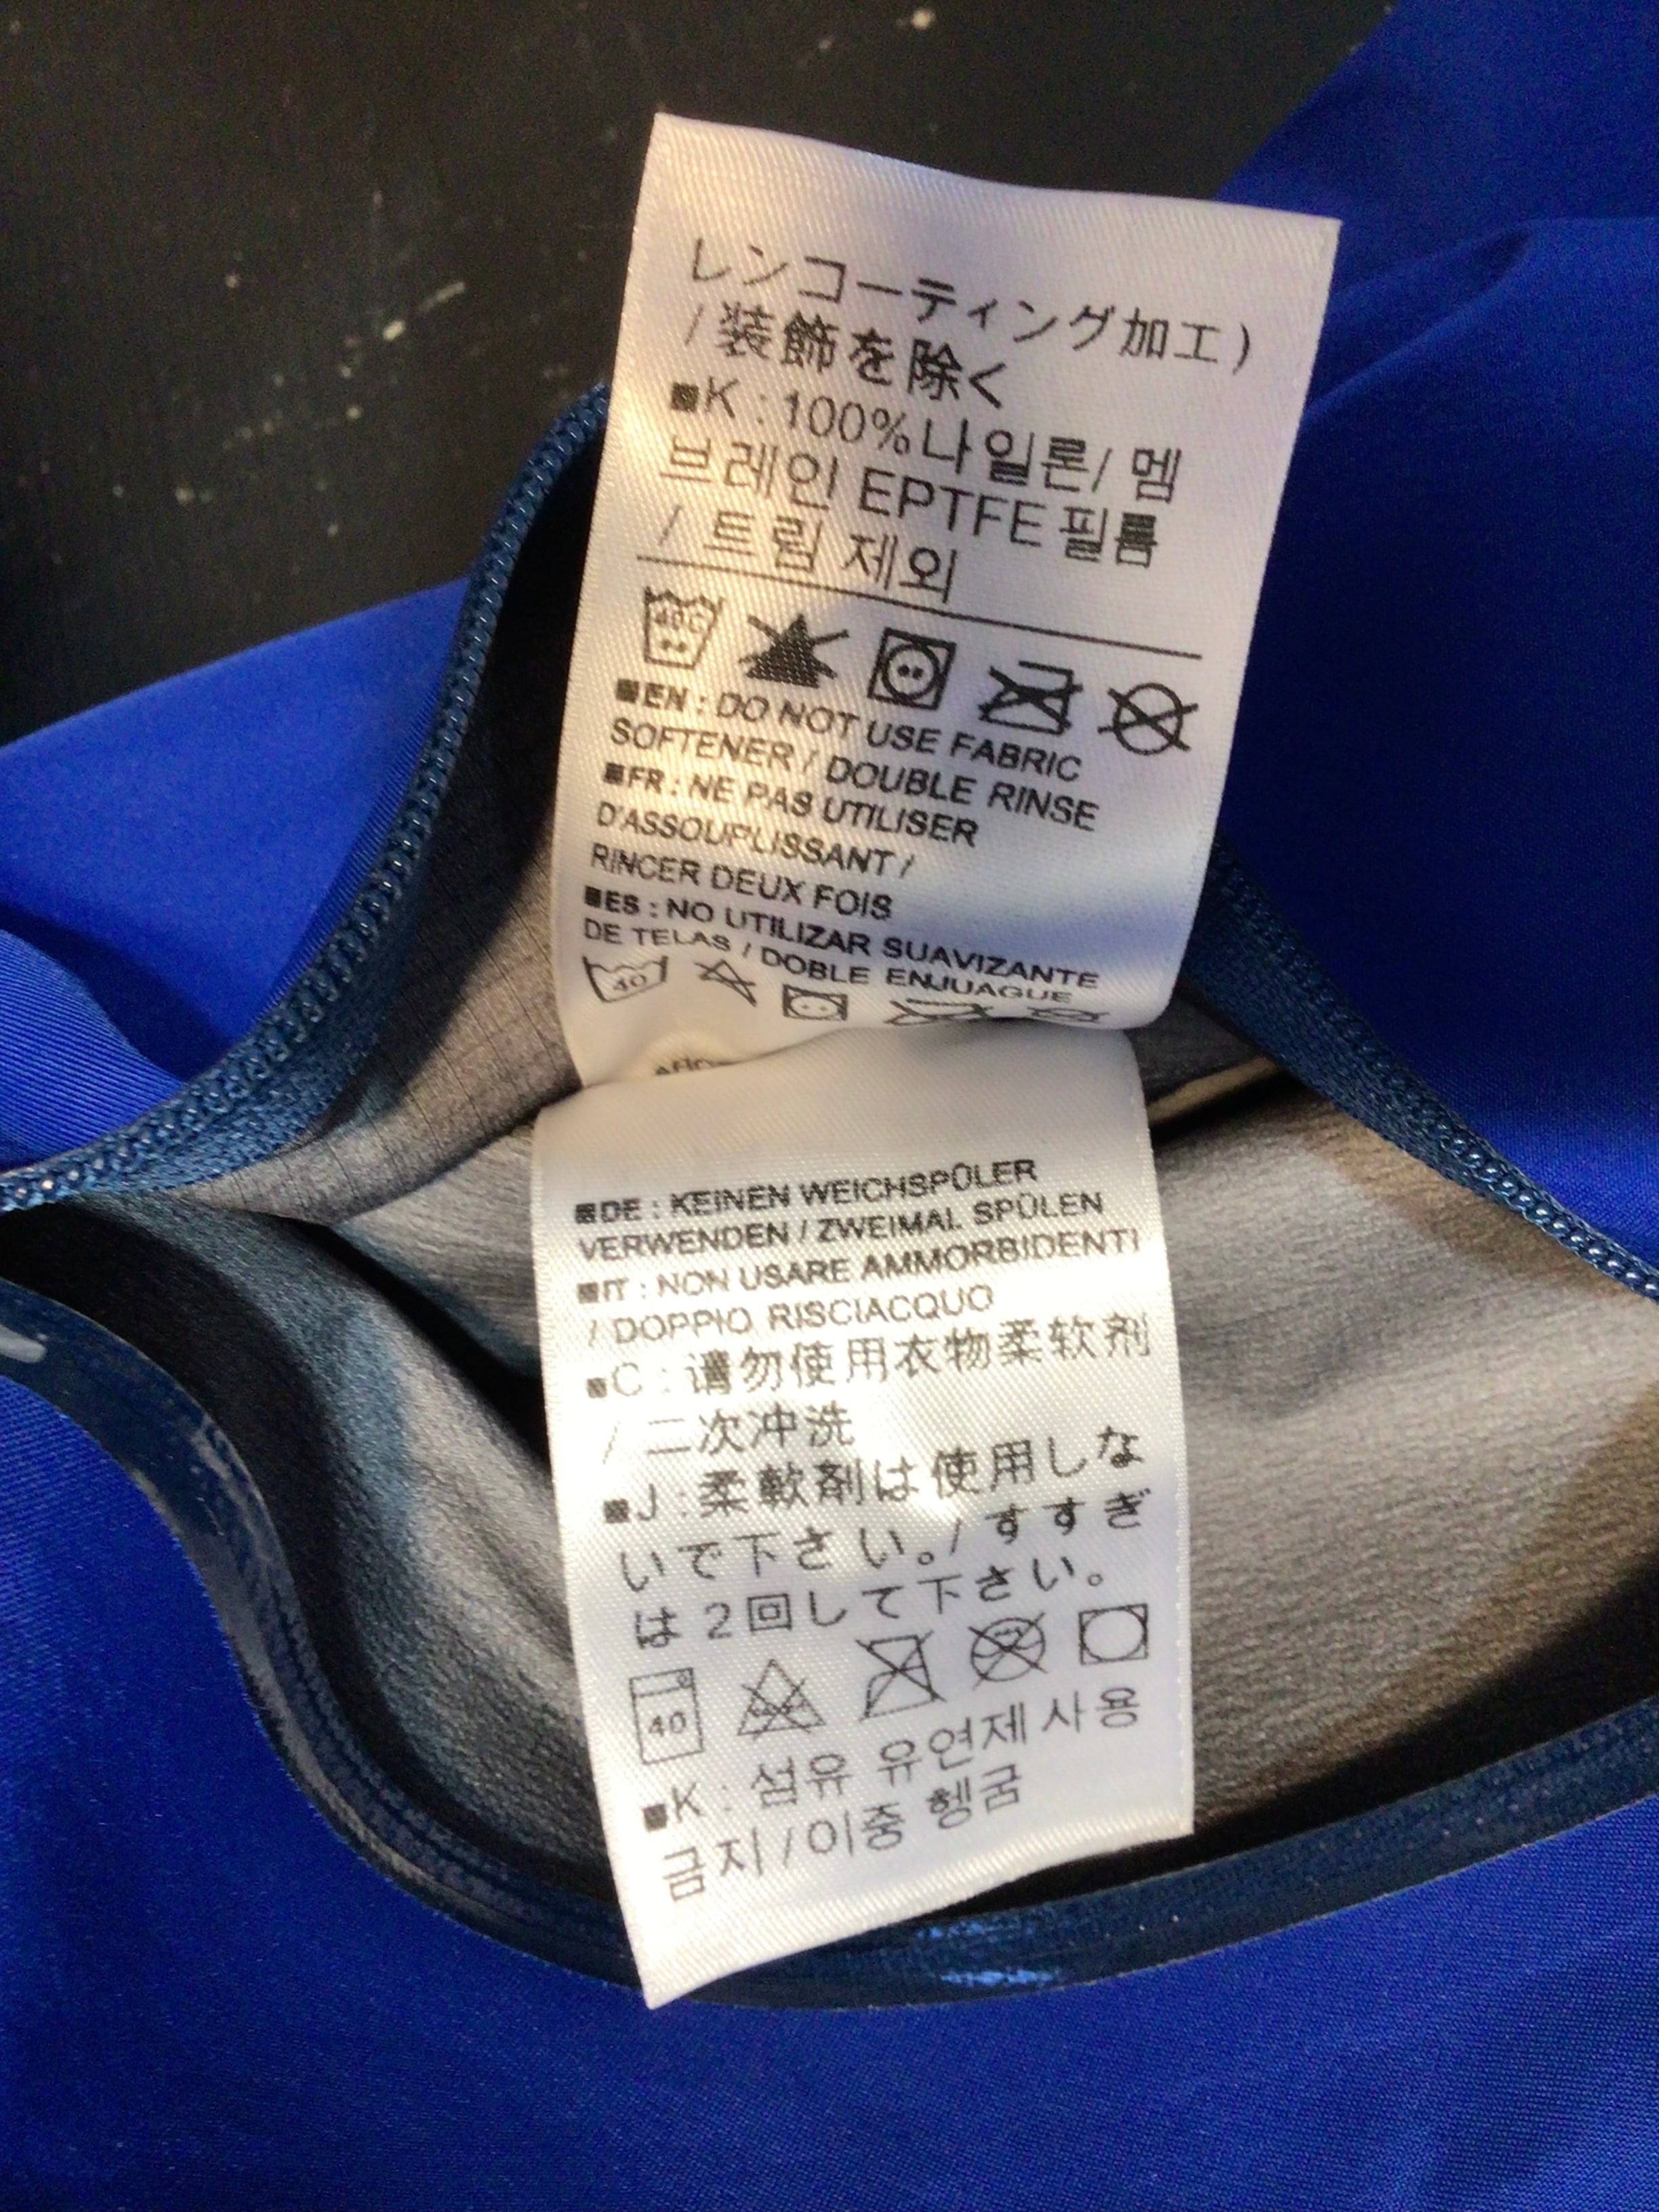 レンコーティング加工)
/装飾を除く
■K : 100%나일론/ 멤
브레인 EPTFE 필름
/ 트림 제외
40C
■EN : DO NOT USE FABRIC
SOFTENER / DOUBLE RINSE
■FR : NE PAS UTILISER
D'ASSOUPLISSANT /
RINCER DEUX FOIS
■ES : NO UTILIZAR SUAVIZANTE
DE TELAS / DOBLE ENJUAGUE
40
■DE : KEINEN WEICHSPÜLER
VERWENDEN / ZWEIMAL SPÜLEN
■IT : NON USARE AMMORBIDENTI
/ DOPPIO RISCIACQUO
■C : 请勿使用衣物柔软剂
/ 二次冲洗
■J : 柔軟剤は使用しな
いで下さい。/ すすぎ
は 2回して下さい。
40
■K : 섬유 유연제 사용
금지 / 이중 헹굼